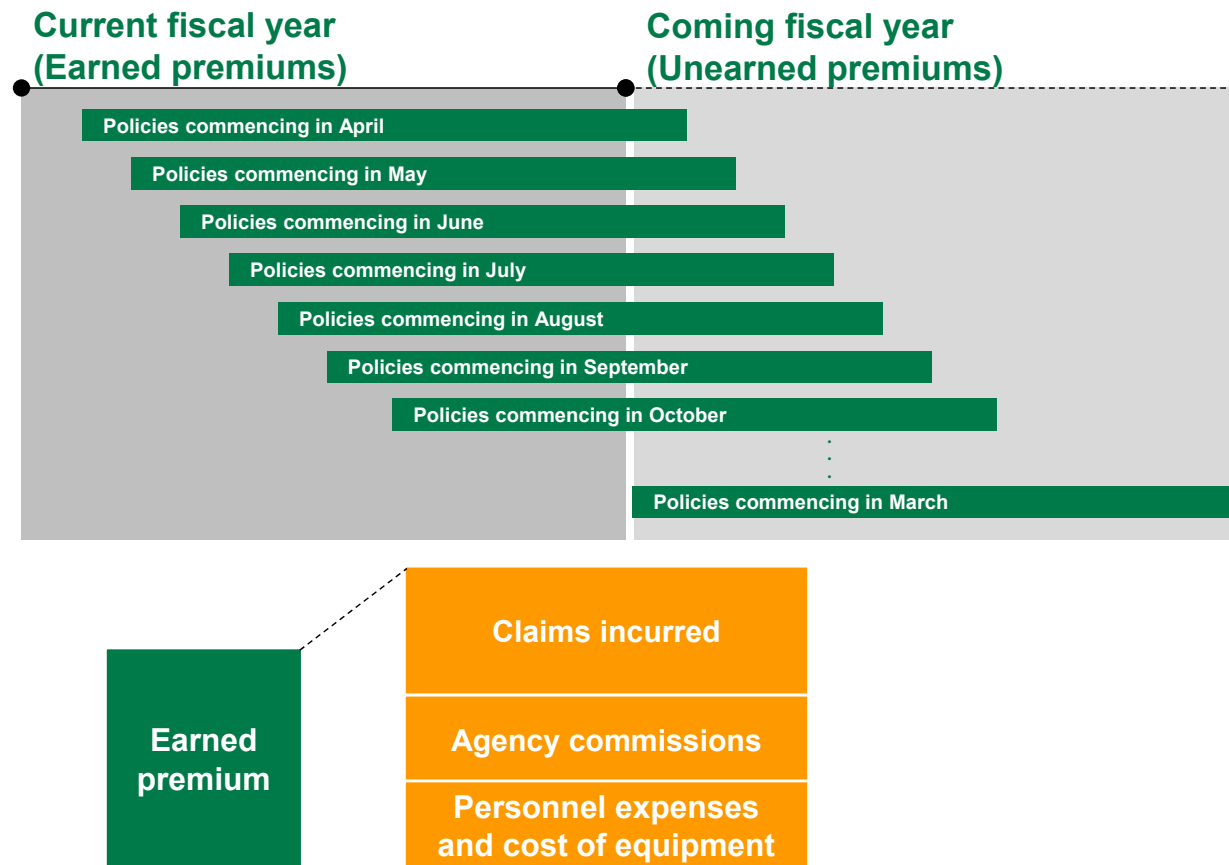 Current fiscal year
(Earned premiums)
Coming fiscal year
(Unearned premiums)
Policies commencing in April
Policies commencing in May
Policies commencing in June
Policies commencing in July
Policies commencing in August
Policies commencing in September
Policies commencing in October
Policies commencing in March
Claims incurred
Earned
premium
Agency commissions
Personnel expenses
and cost of equipment